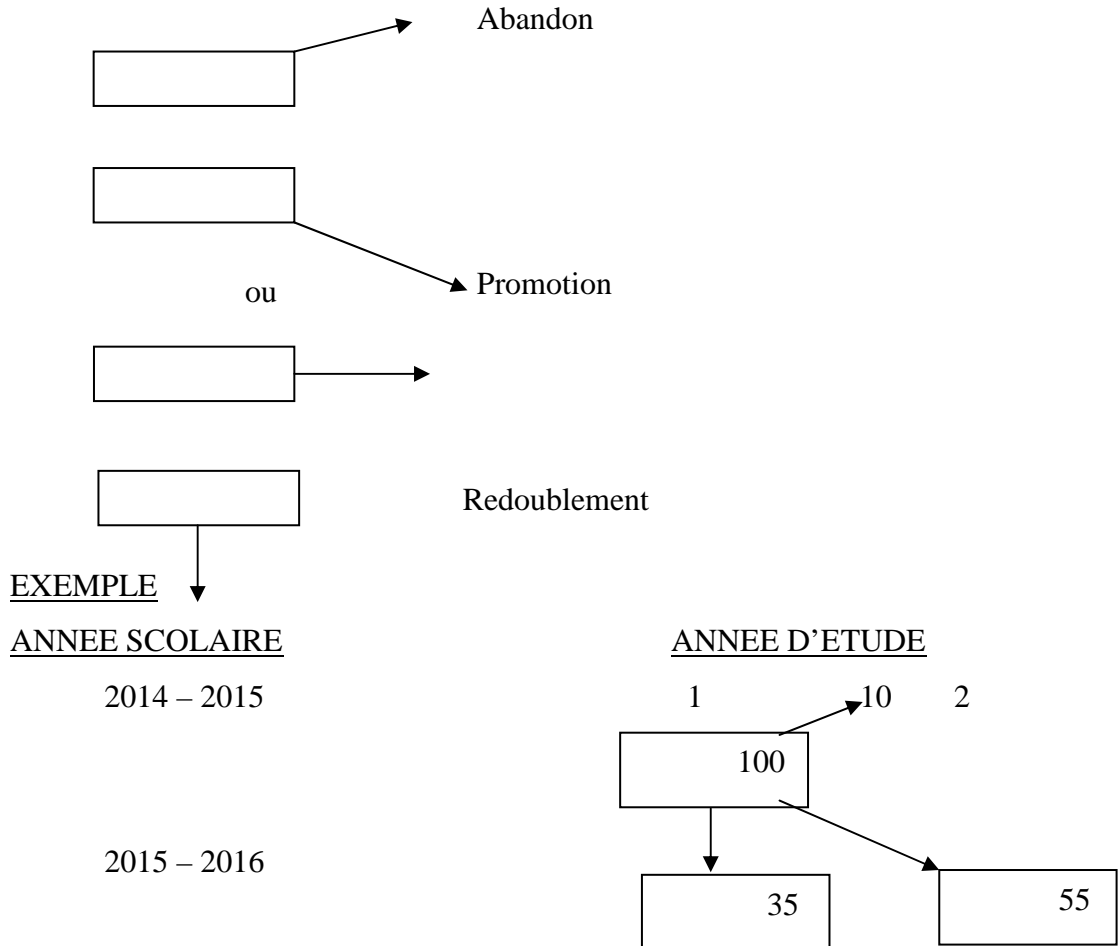 Abandon
ou
Promotion
Redoublement
EXEMPLE
ANNEE SCOLAIRE ANNEE D’ETUDE
2014 – 2015 1 10 2
100
2015 – 2016
35 55